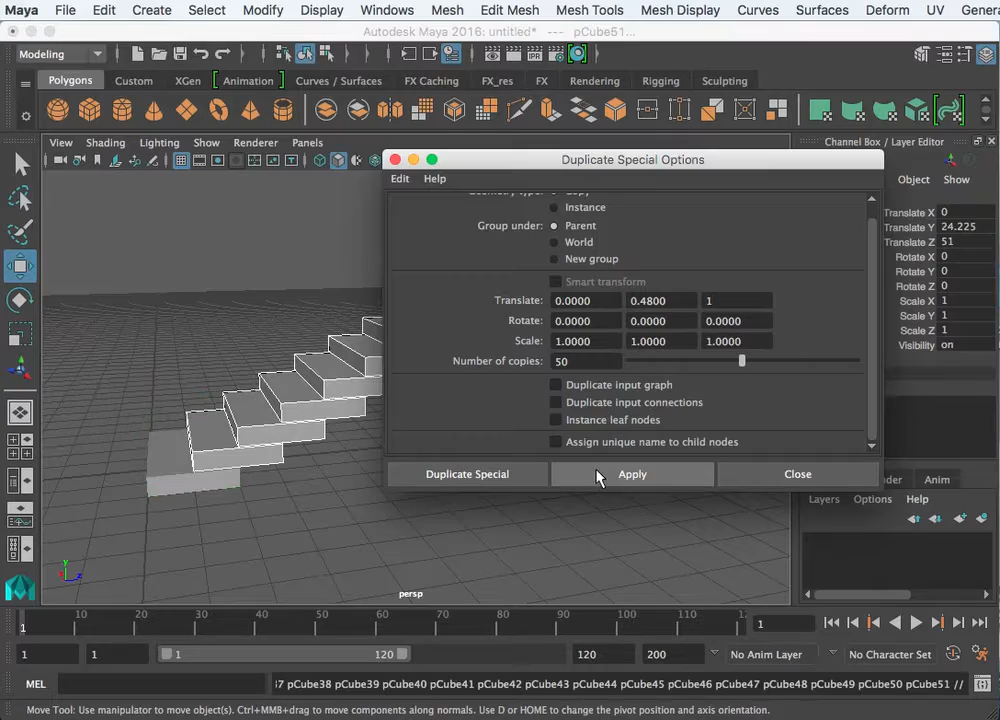 Maya File Edit Create Select Modify Display Windows Mesh Edit Mesh Mesh Tools Mesh Display Curves Surfaces Deform UV Genera
Autodesk Maya 2016: untitled* --- pCube51...
Modeling
Polygons Custom XGen Animation Curves / Surfaces FX Caching FX_res FX Rendering Rigging Sculpting
View Shading Lighting Show Renderer Panels
Channel Box / Layer Editor
Duplicate Special Options
Edit Help
Object Show
Instance
Group under: Parent
World
New group
Smart transform
Translate: 0.0000 0.4800 1
Rotate: 0.0000 0.0000 0.0000
Scale: 1.0000 1.0000 1.0000
Number of copies: 50
Duplicate input graph
Duplicate input connections
Instance leaf nodes
Assign unique name to child nodes
Duplicate Special Apply Close
Translate X 0
Translate Y 24.225
Translate Z 51
Rotate X 0
Rotate Y 0
Rotate Z 0
Scale X 1
Scale Y 1
Scale Z 1
Visibility on
Anim
Layers Options Help
y
z
persp
1 10 20 30 40 50 60 70 80 90 100 110 1
1 1 1 120 120 200 No Anim Layer No Character Set
MEL
37 pCube38 pCube39 pCube40 pCube41 pCube42 pCube43 pCube44 pCube45 pCube46 pCube47 pCube48 pCube49 pCube50 pCube51 //
Move Tool: Use manipulator to move object(s). Ctrl+MMB+drag to move components along normals. Use D or HOME to change the pivot position and axis orientation.